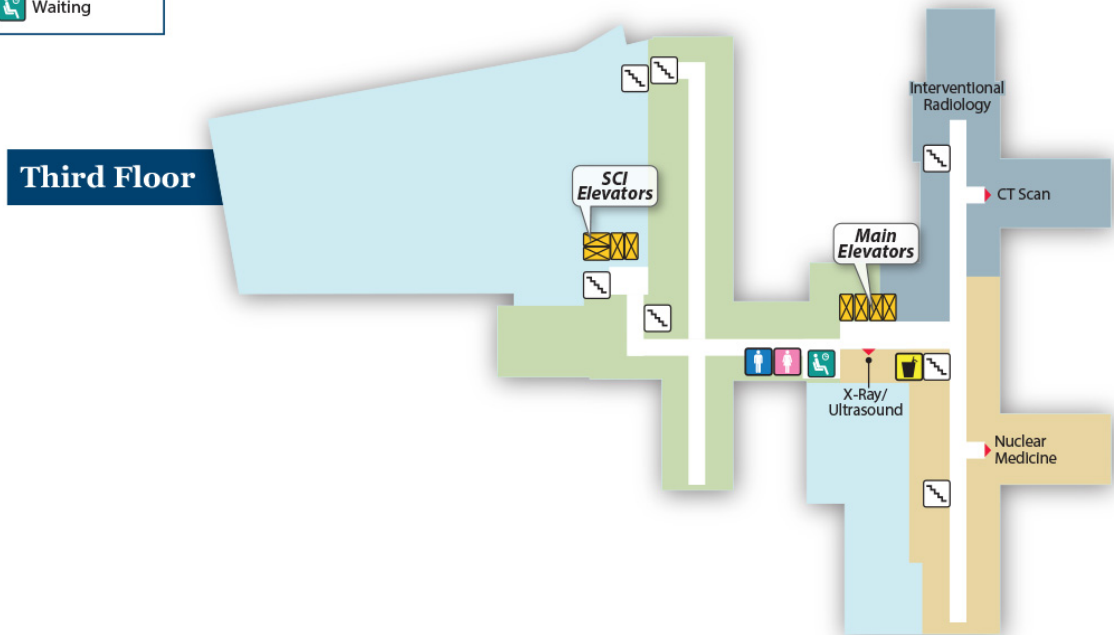 Waiting
Third Floor
SCI
Elevators
Main
Elevators
Interventional
Radiology
CT Scan
X-Ray/
Ultrasound
Nuclear
Medicine